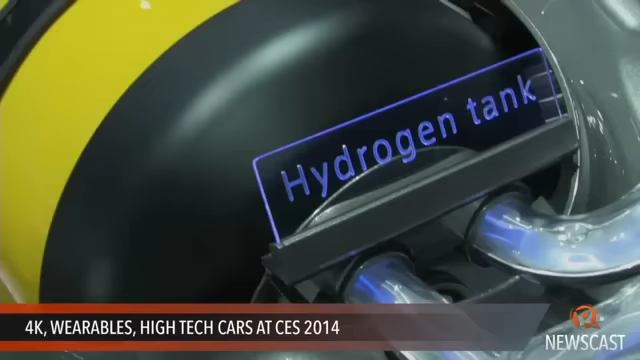 Hydrogen tank
4K, WEARABLES, HIGH TECH CARS AT CES 2014
NEWSCAST